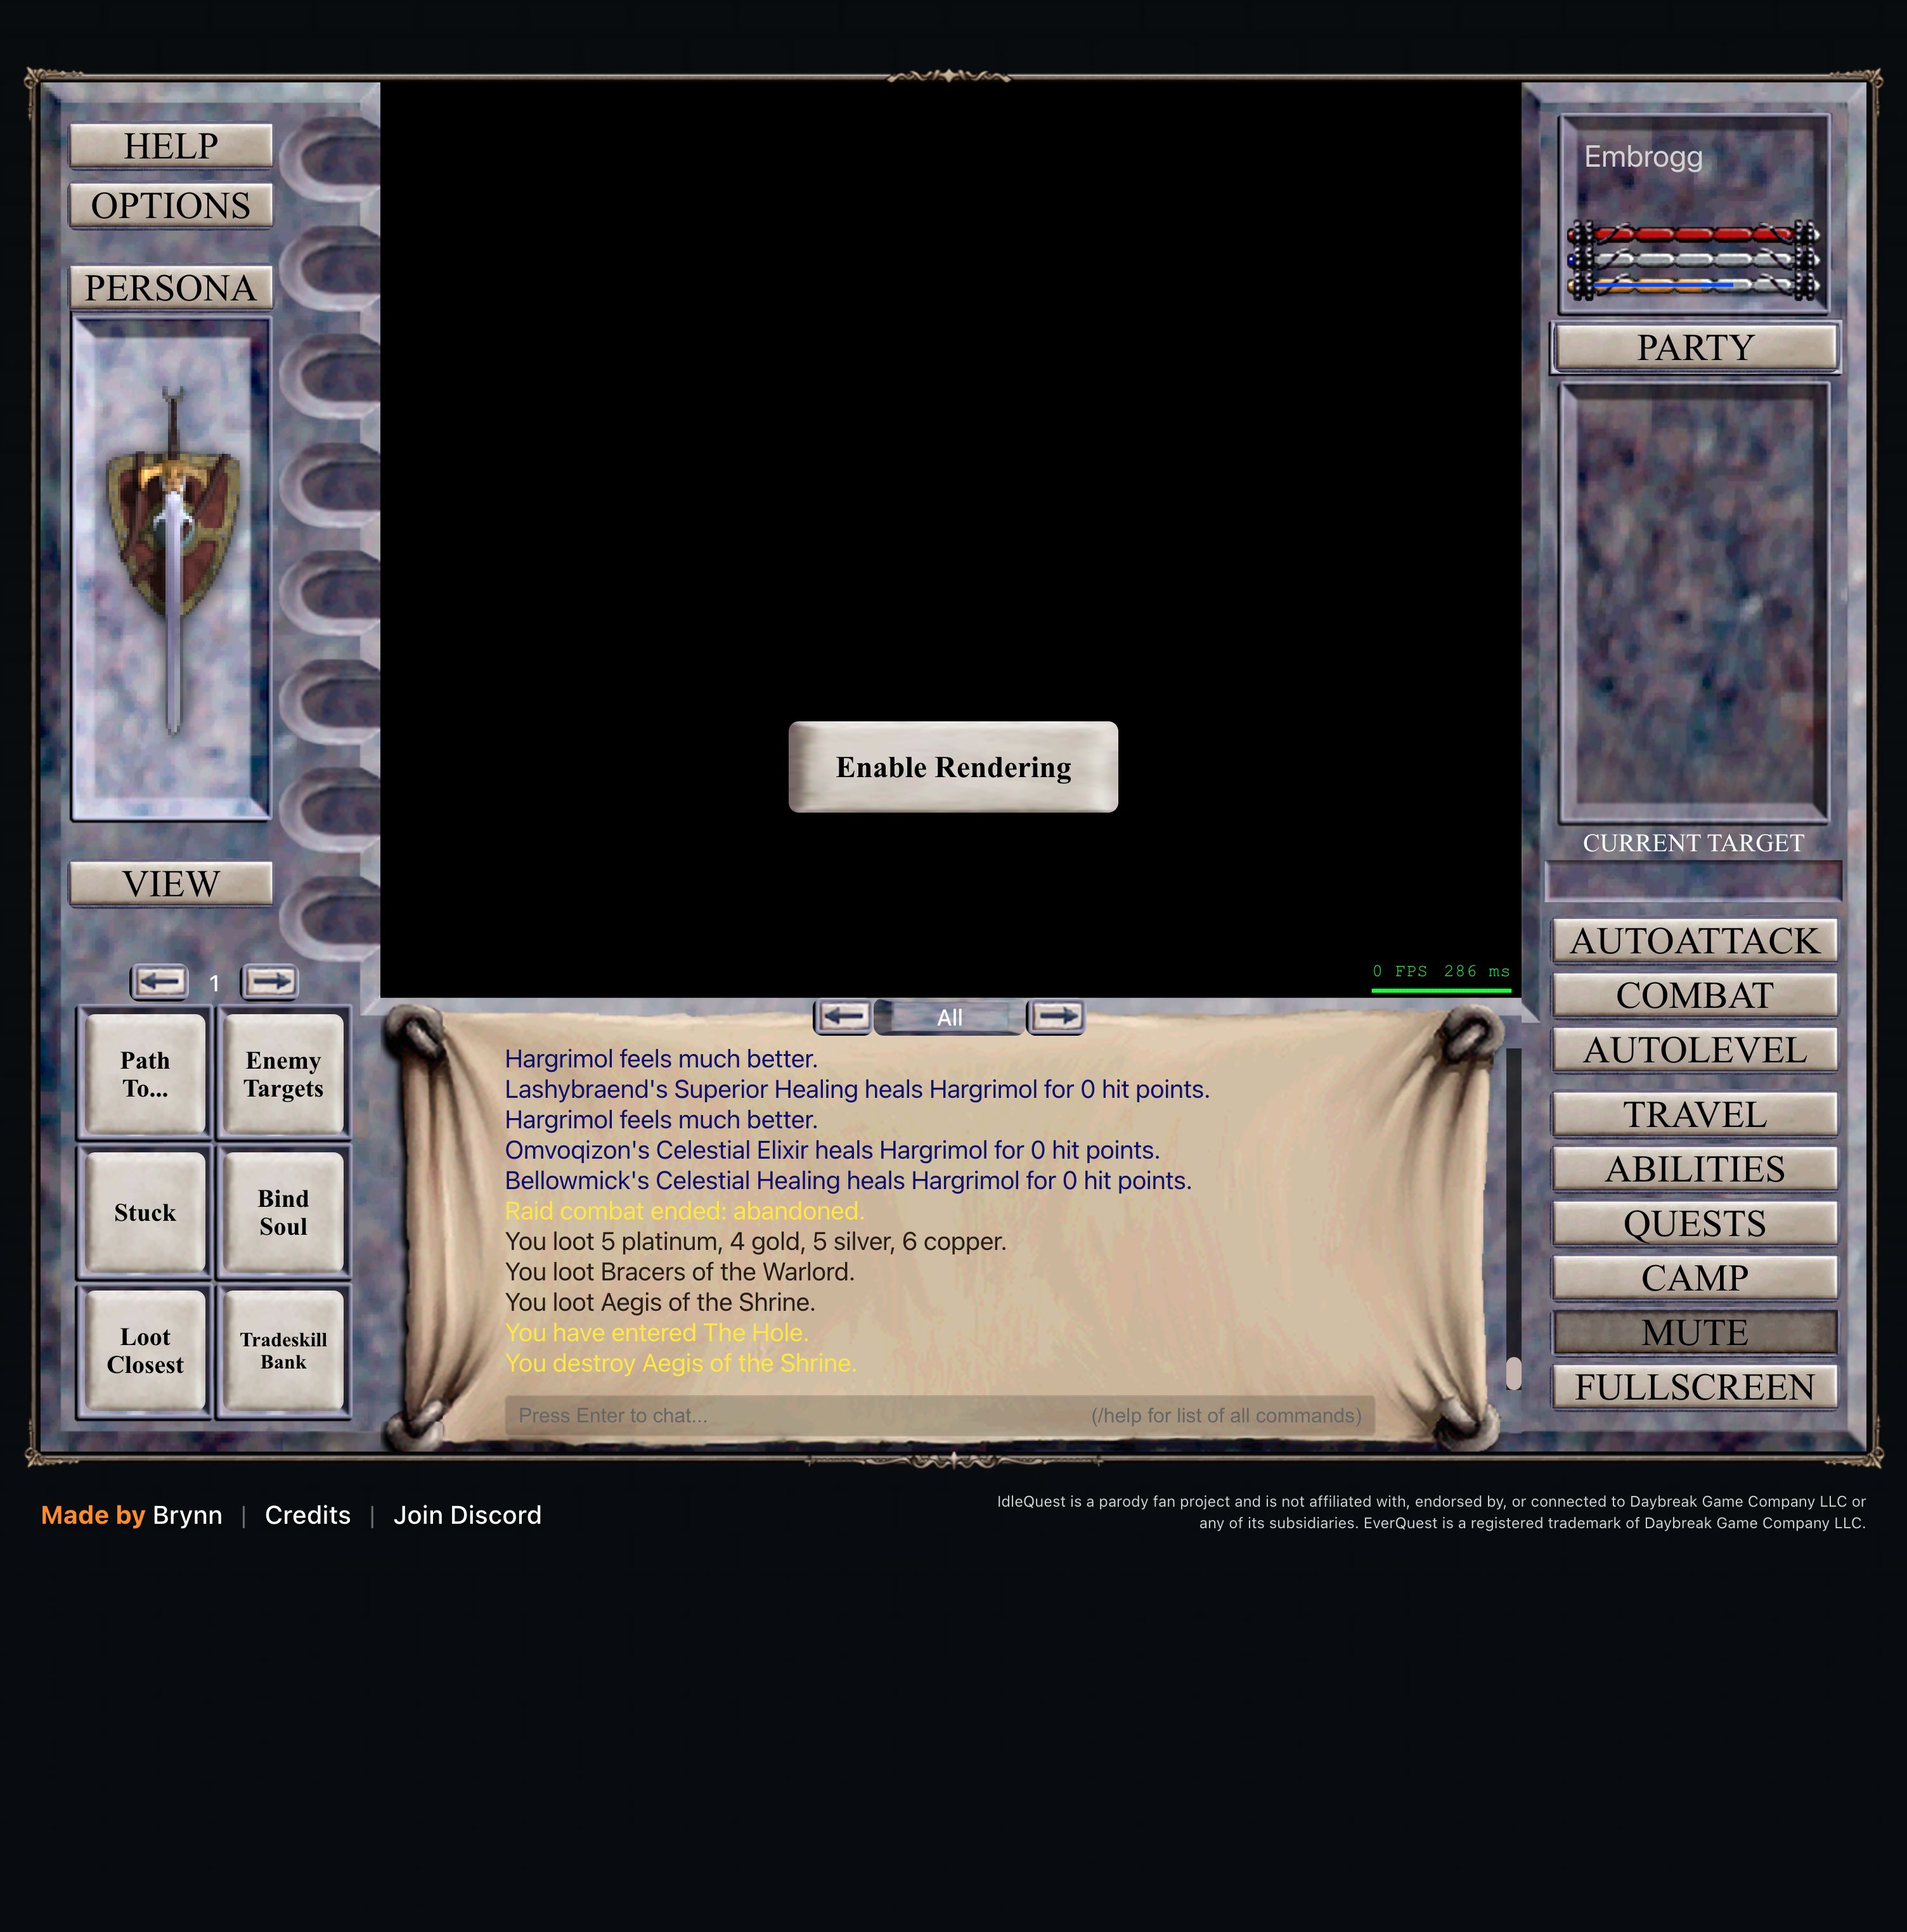 HELP
OPTIONS
PERSONA
VIEW
1
Path
To...
Enemy
Targets
Stuck
Bind
Soul
Loot
Closest
Tradeskill
Bank
Enable Rendering
0 FPS 286 ms
All
Hargrimol feels much better.
Lashybraend's Superior Healing heals Hargrimol for 0 hit points.
Hargrimol feels much better.
Omvoqizon's Celestial Elixir heals Hargrimol for 0 hit points.
Bellowmick's Celestial Healing heals Hargrimol for 0 hit points.
Raid combat ended: abandoned.
You loot 5 platinum, 4 gold, 5 silver, 6 copper.
You loot Bracers of the Warlord.
You loot Aegis of the Shrine.
You have entered The Hole.
You destroy Aegis of the Shrine.
Press Enter to chat... (/help for list of all commands)
Embrogg
PARTY
CURRENT TARGET
AUTOATTACK
COMBAT
AUTOLEVEL
TRAVEL
ABILITIES
QUESTS
CAMP
MUTE
FULLSCREEN
Made by Brynn | Credits | Join Discord
IdleQuest is a parody fan project and is not affiliated with, endorsed by, or connected to Daybreak Game Company LLC or
any of its subsidiaries. EverQuest is a registered trademark of Daybreak Game Company LLC.